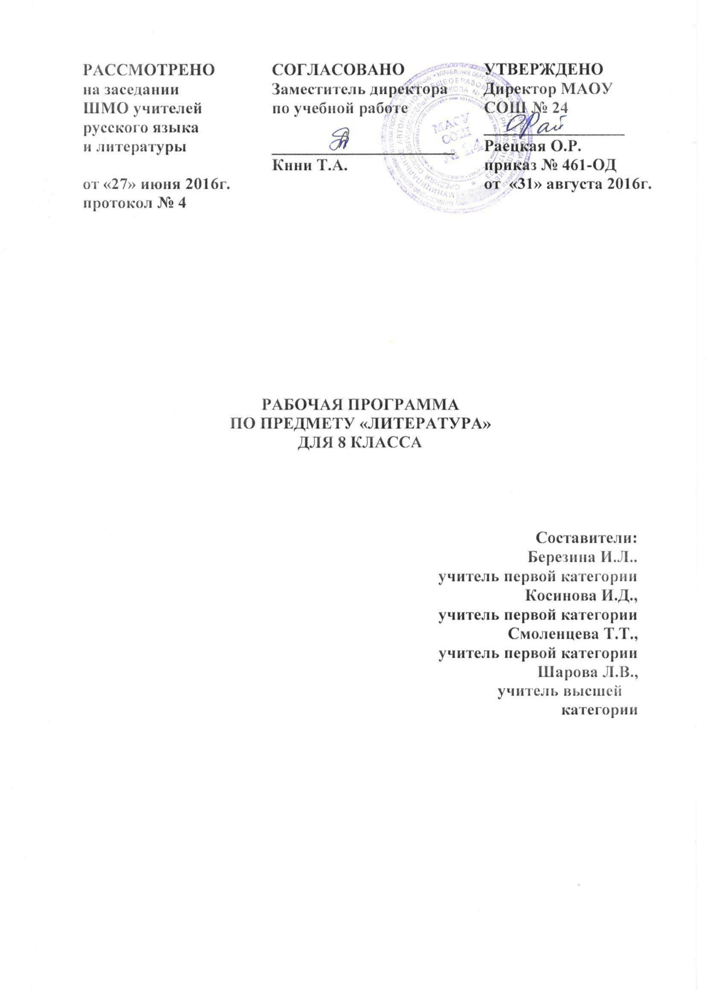 РАССМОТРЕНО
на заседании
ШМО учителей
русского языка
и литературы
от «27» июня 2016г.
протокол № 4
СОГЛАСОВАНО
Заместитель директора
по учебной работе
Кнни Т.А.
УТВЕРЖДЕНО
Директор МАОУ
СОШ № 24
ОРай
Раецкая О.Р.
приказ № 461-ОД
от «31» августа 2016г.
МАОУ
СОШ
№ 24
РАБОЧАЯ ПРОГРАММА
ПО ПРЕДМЕТУ «ЛИТЕРАТУРА»
ДЛЯ 8 КЛАССА
Составители:
Березина И.Л..
учитель первой категории
Косинова И.Д.,
учитель первой категории
Смоленцева Т.Т.,
учитель первой категории
Шарова Л.В.,
учитель высшей
категории